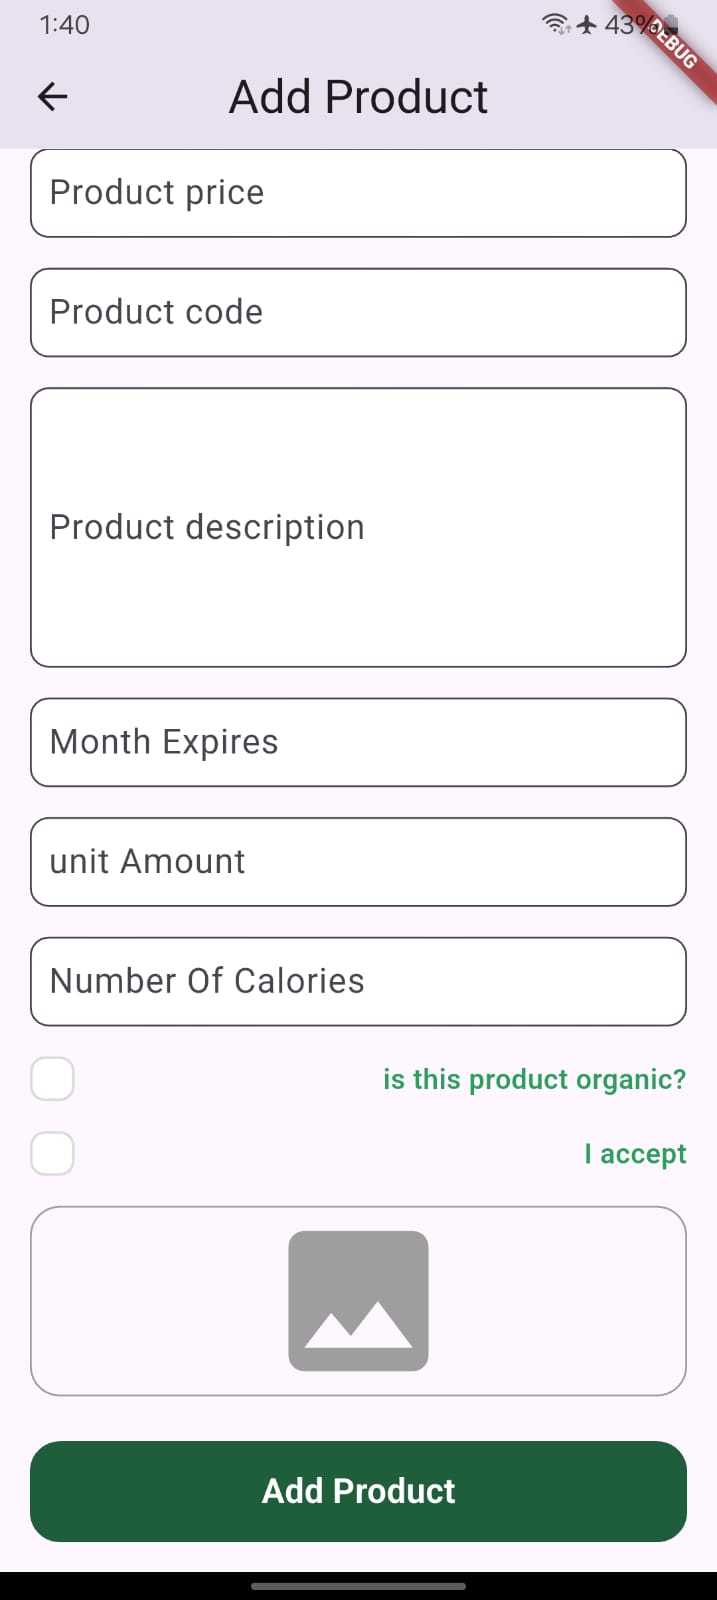 1:40
43%
DEBUG
Add Product
Product price
Product code
Product description
Month Expires
unit Amount
Number Of Calories
is this product organic?
I accept
Add Product